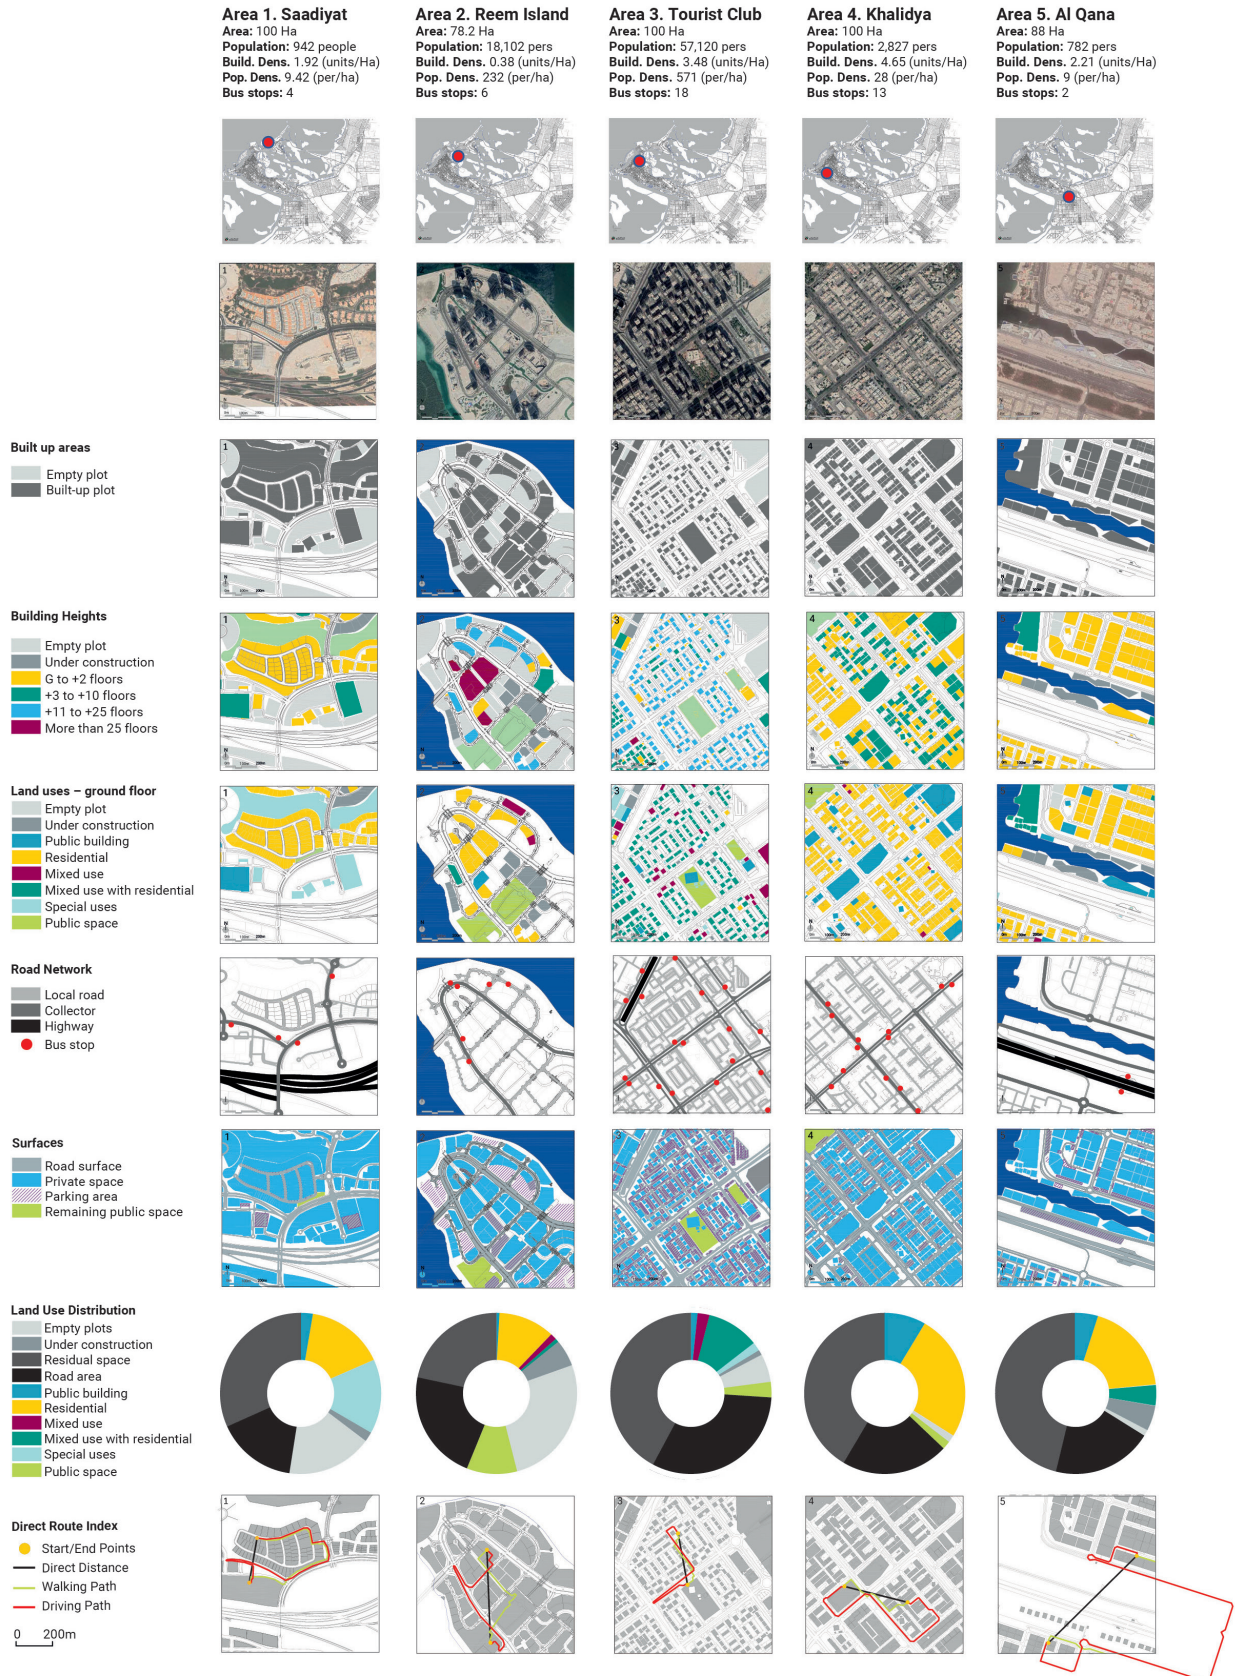 Area 1. Saadiyat
Area: 100 Ha
Population: 942 people
Build. Dens. 1.92 (units/Ha)
Pop. Dens. 9.42 (per/ha)
Bus stops: 4
Area 2. Reem Island
Area: 78.2 Ha
Population: 18,102 pers
Build. Dens. 0.38 (units/Ha)
Pop. Dens. 232 (per/ha)
Bus stops: 6
Area 3. Tourist Club
Area: 100 Ha
Population: 57,120 pers
Build. Dens. 3.48 (units/Ha)
Pop. Dens. 571 (per/ha)
Bus stops: 18
Area 4. Khalidya
Area: 100 Ha
Population: 2,827 pers
Build. Dens. 4.65 (units/Ha)
Pop. Dens. 28 (per/ha)
Bus stops: 13
Area 5. Al Qana
Area: 88 Ha
Population: 782 pers
Build. Dens. 2.21 (units/Ha)
Pop. Dens. 9 (per/ha)
Bus stops: 2
Built up areas
Empty plot
Built-up plot
Building Heights
Empty plot
Under construction
G to +2 floors
+3 to +10 floors
+11 to +25 floors
More than 25 floors
Land uses – ground floor
Empty plot
Under construction
Public building
Residential
Mixed use
Mixed use with residential
Special uses
Public space
Road Network
Local road
Collector
Highway
Bus stop
Surfaces
Road surface
Private space
Parking area
Remaining public space
Land Use Distribution
Empty plots
Under construction
Residual space
Road area
Public building
Residential
Mixed use
Mixed use with residential
Special uses
Public space
Direct Route Index
Start/End Points
Direct Distance
Walking Path
Driving Path
0 200m
1
2
3
4
5